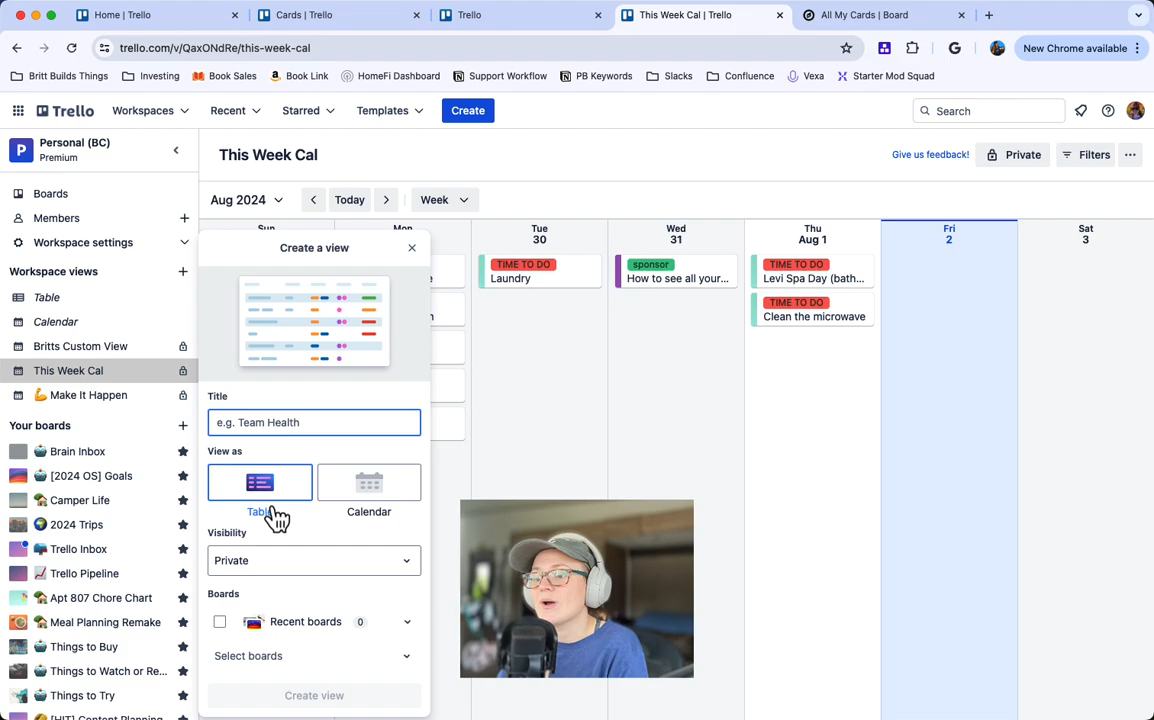 Home | Trello
Cards | Trello
Trello
This Week Cal | Trello
All My Cards | Board
trello.com/v/QaxONdRe/this-week-cal
New Chrome available
Britt Builds Things
Investing
Book Sales
Book Link
HomeFi Dashboard
Support Workflow
PB Keywords
Slacks
Confluence
Vexa
Starter Mod Squad
Trello
Workspaces
Recent
Starred
Templates
Create
Search
P
Personal (BC)
Premium
This Week Cal
Give us feedback!
Private
Filters
Boards
Members
Workspace settings
Workspace views
Table
Calendar
Britts Custom View
This Week Cal
💪 Make It Happen
Your boards
Brain Inbox
[2024 OS] Goals
Camper Life
2024 Trips
Trello Inbox
Trello Pipeline
Apt 807 Chore Chart
Meal Planning Remake
Things to Buy
Things to Watch or Re...
Things to Try
[HIT] Content Planning
Aug 2024
Today
Week
Sun
Mon
Tue
30
Wed
31
Thu
Aug 1
Fri
2
Sat
3
TIME TO DO
Laundry
sponsor
How to see all your...
TIME TO DO
Levi Spa Day (bath...
TIME TO DO
Clean the microwave
Create a view
Title
e.g. Team Health
View as
Table
Calendar
Visibility
Private
Boards
Recent boards 0
Select boards
Create view